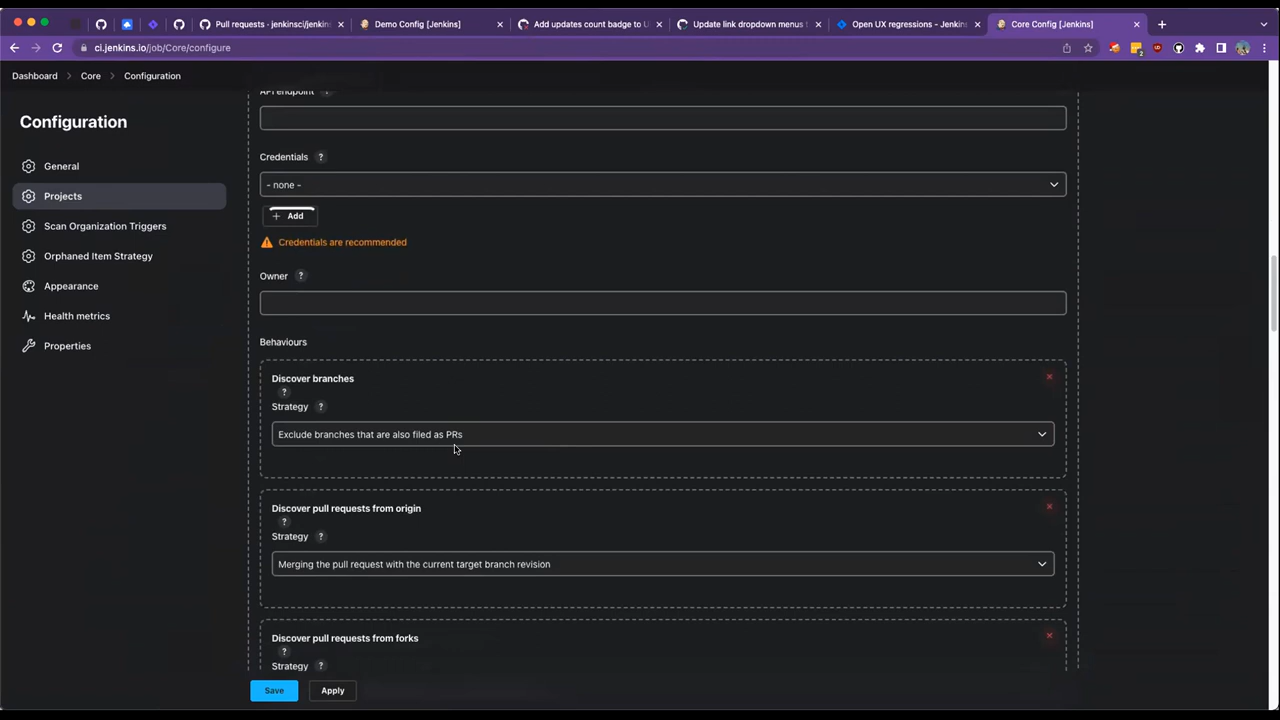 Pull requests · jenkinsci/jenkins
Demo Config [Jenkins]
Add updates count badge to U
Update link dropdown menus
Open UX regressions - Jenkins
Core Config [Jenkins]
ci.jenkins.io/job/Core/configure
Dashboard > Core > Configuration
Configuration
General
Projects
Scan Organization Triggers
Orphaned Item Strategy
Appearance
Health metrics
Properties
API endpoint ?
Credentials ?
- none -
+ Add
Credentials are recommended
Owner ?
Behaviours
Discover branches
?
Strategy ?
Exclude branches that are also filed as PRs
Discover pull requests from origin
?
Strategy ?
Merging the pull request with the current target branch revision
Discover pull requests from forks
?
Strategy ?
Save
Apply